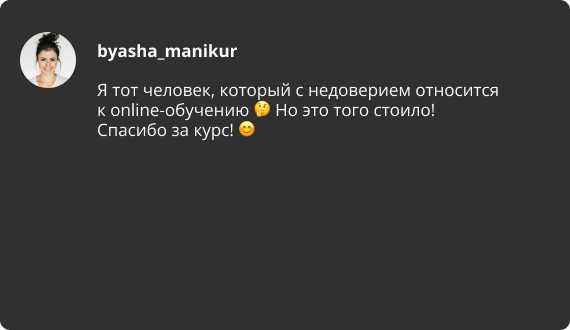 byasha_manikur
Я тот человек, который с недоверием относится
к online-обучению 🤔 Но это того стоило!
Спасибо за курс! 😊